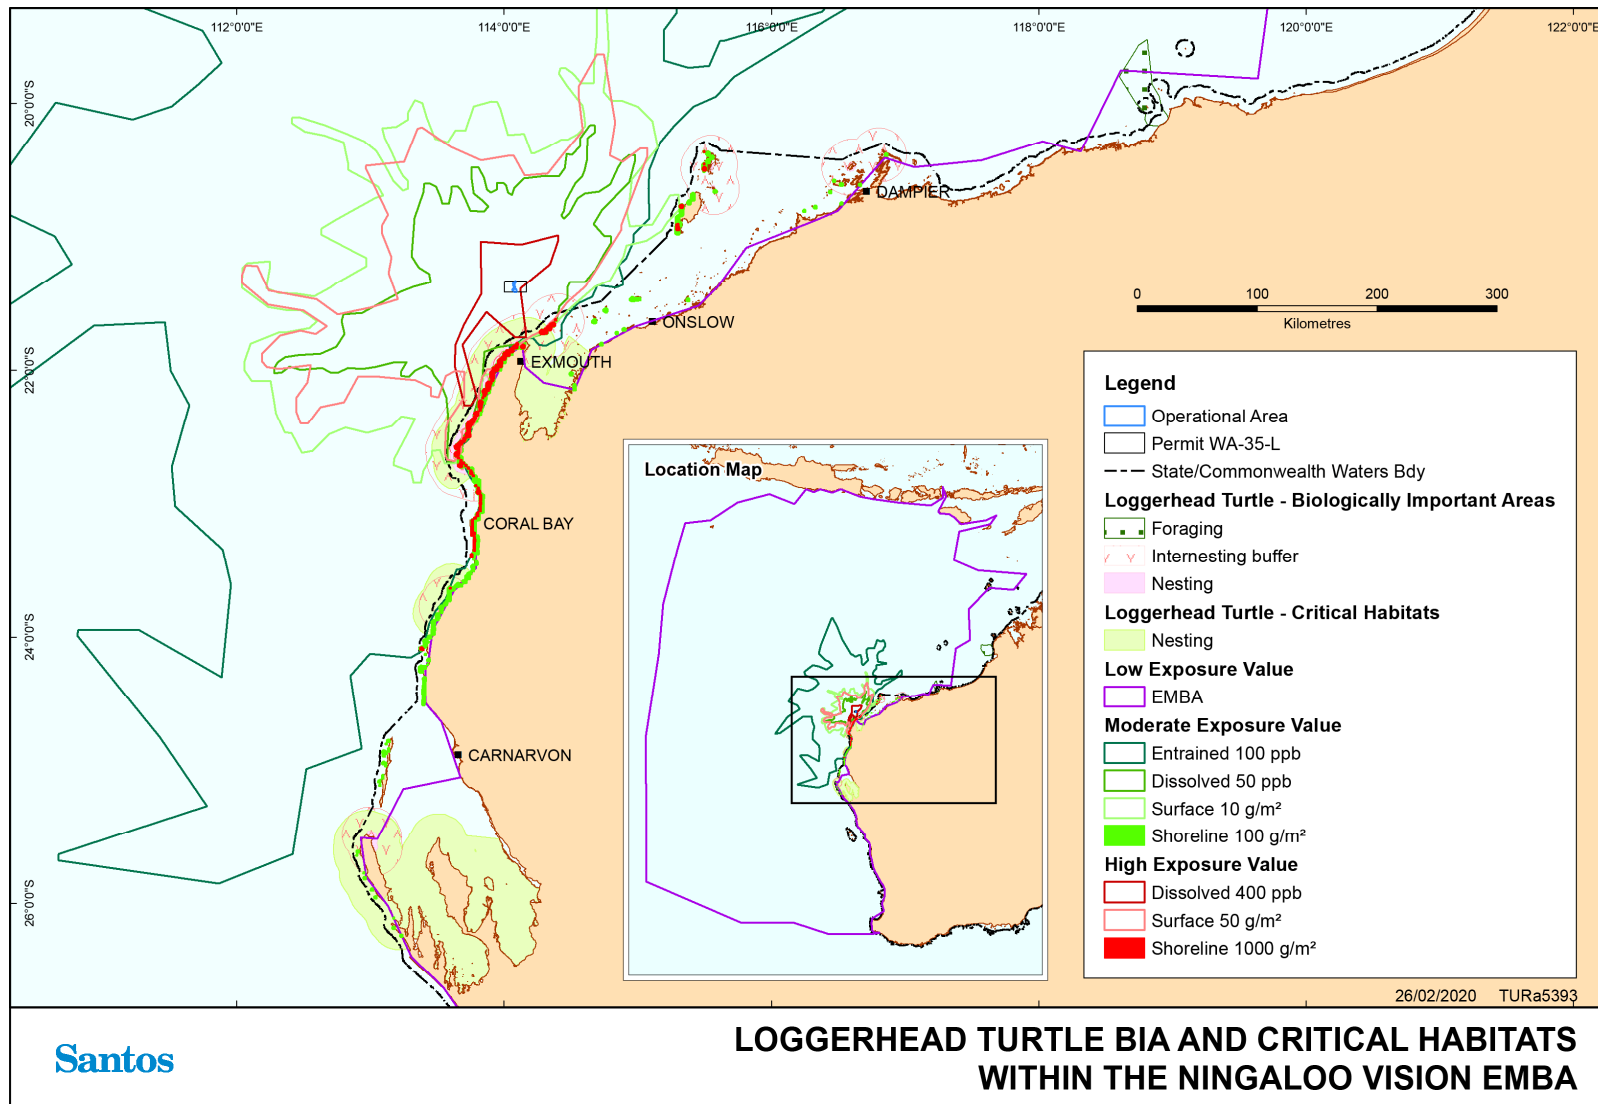 112°0'0"E
114°0'0"E
116°0'0"E
118°0'0"E
120°0'0"E
122°0'0"E
20°0'0"S
22°0'0"S
24°0'0"S
26°0'0"S
DAMPIER
ONSLOW
EXMOUTH
CORAL BAY
CARNARVON
0 100 200 300
Kilometres
Location Map
Legend
Operational Area
Permit WA-35-L
State/Commonwealth Waters Bdy
Loggerhead Turtle - Biologically Important Areas
Foraging
Internesting buffer
Nesting
Loggerhead Turtle - Critical Habitats
Nesting
Low Exposure Value
EMBA
Moderate Exposure Value
Entrained 100 ppb
Dissolved 50 ppb
Surface 10 g/m²
Shoreline 100 g/m²
High Exposure Value
Dissolved 400 ppb
Surface 50 g/m²
Shoreline 1000 g/m²
26/02/2020 TURa5393
Santos
LOGGERHEAD TURTLE BIA AND CRITICAL HABITATS
WITHIN THE NINGALOO VISION EMBA